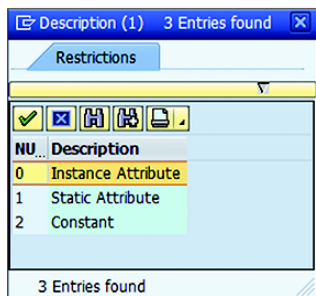 Description (1) 3 Entries found
Restrictions
NU... Description
0 Instance Attribute
1 Static Attribute
2 Constant
3 Entries found